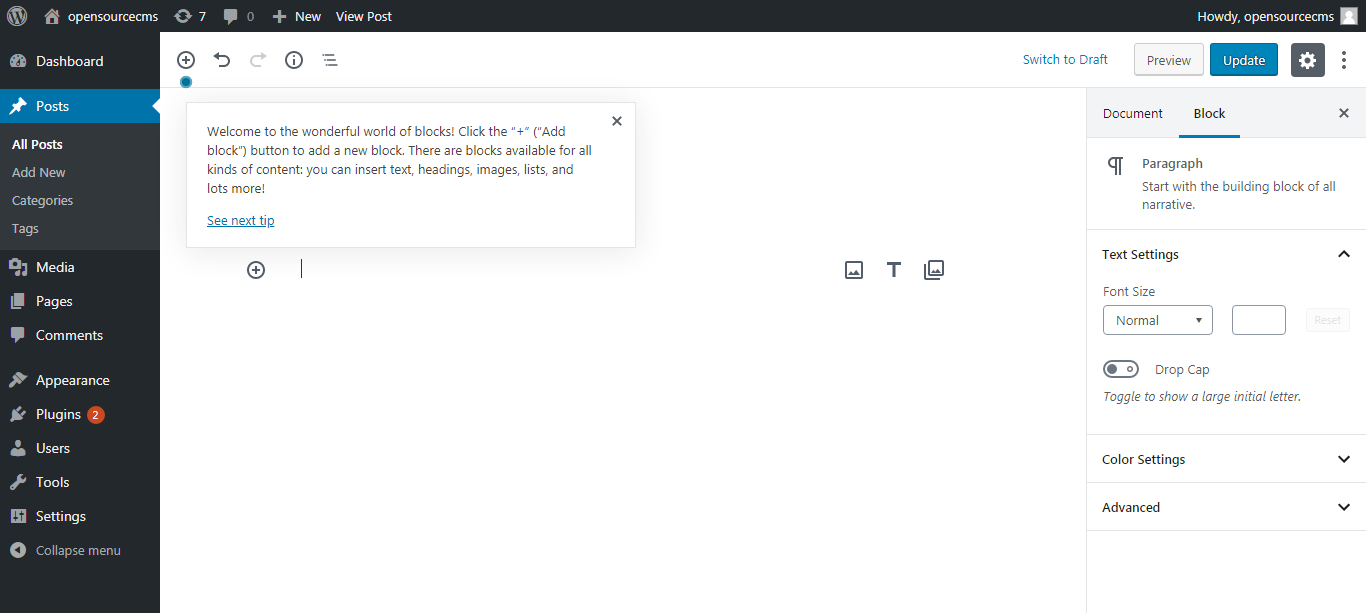 opensourcecms 7 0 New View Post Howdy, opensourcecms
Dashboard
Posts
All Posts
Add New
Categories
Tags
Media
Pages
Comments
Appearance
Plugins 2
Users
Tools
Settings
Collapse menu
Switch to Draft Preview Update
Welcome to the wonderful world of blocks! Click the “+” (“Add
block”) button to add a new block. There are blocks available for all
kinds of content: you can insert text, headings, images, lists, and
lots more!
See next tip
Document Block
Paragraph
Start with the building block of all
narrative.
Text Settings
Font Size
Normal Reset
Drop Cap
Toggle to show a large initial letter.
Color Settings
Advanced